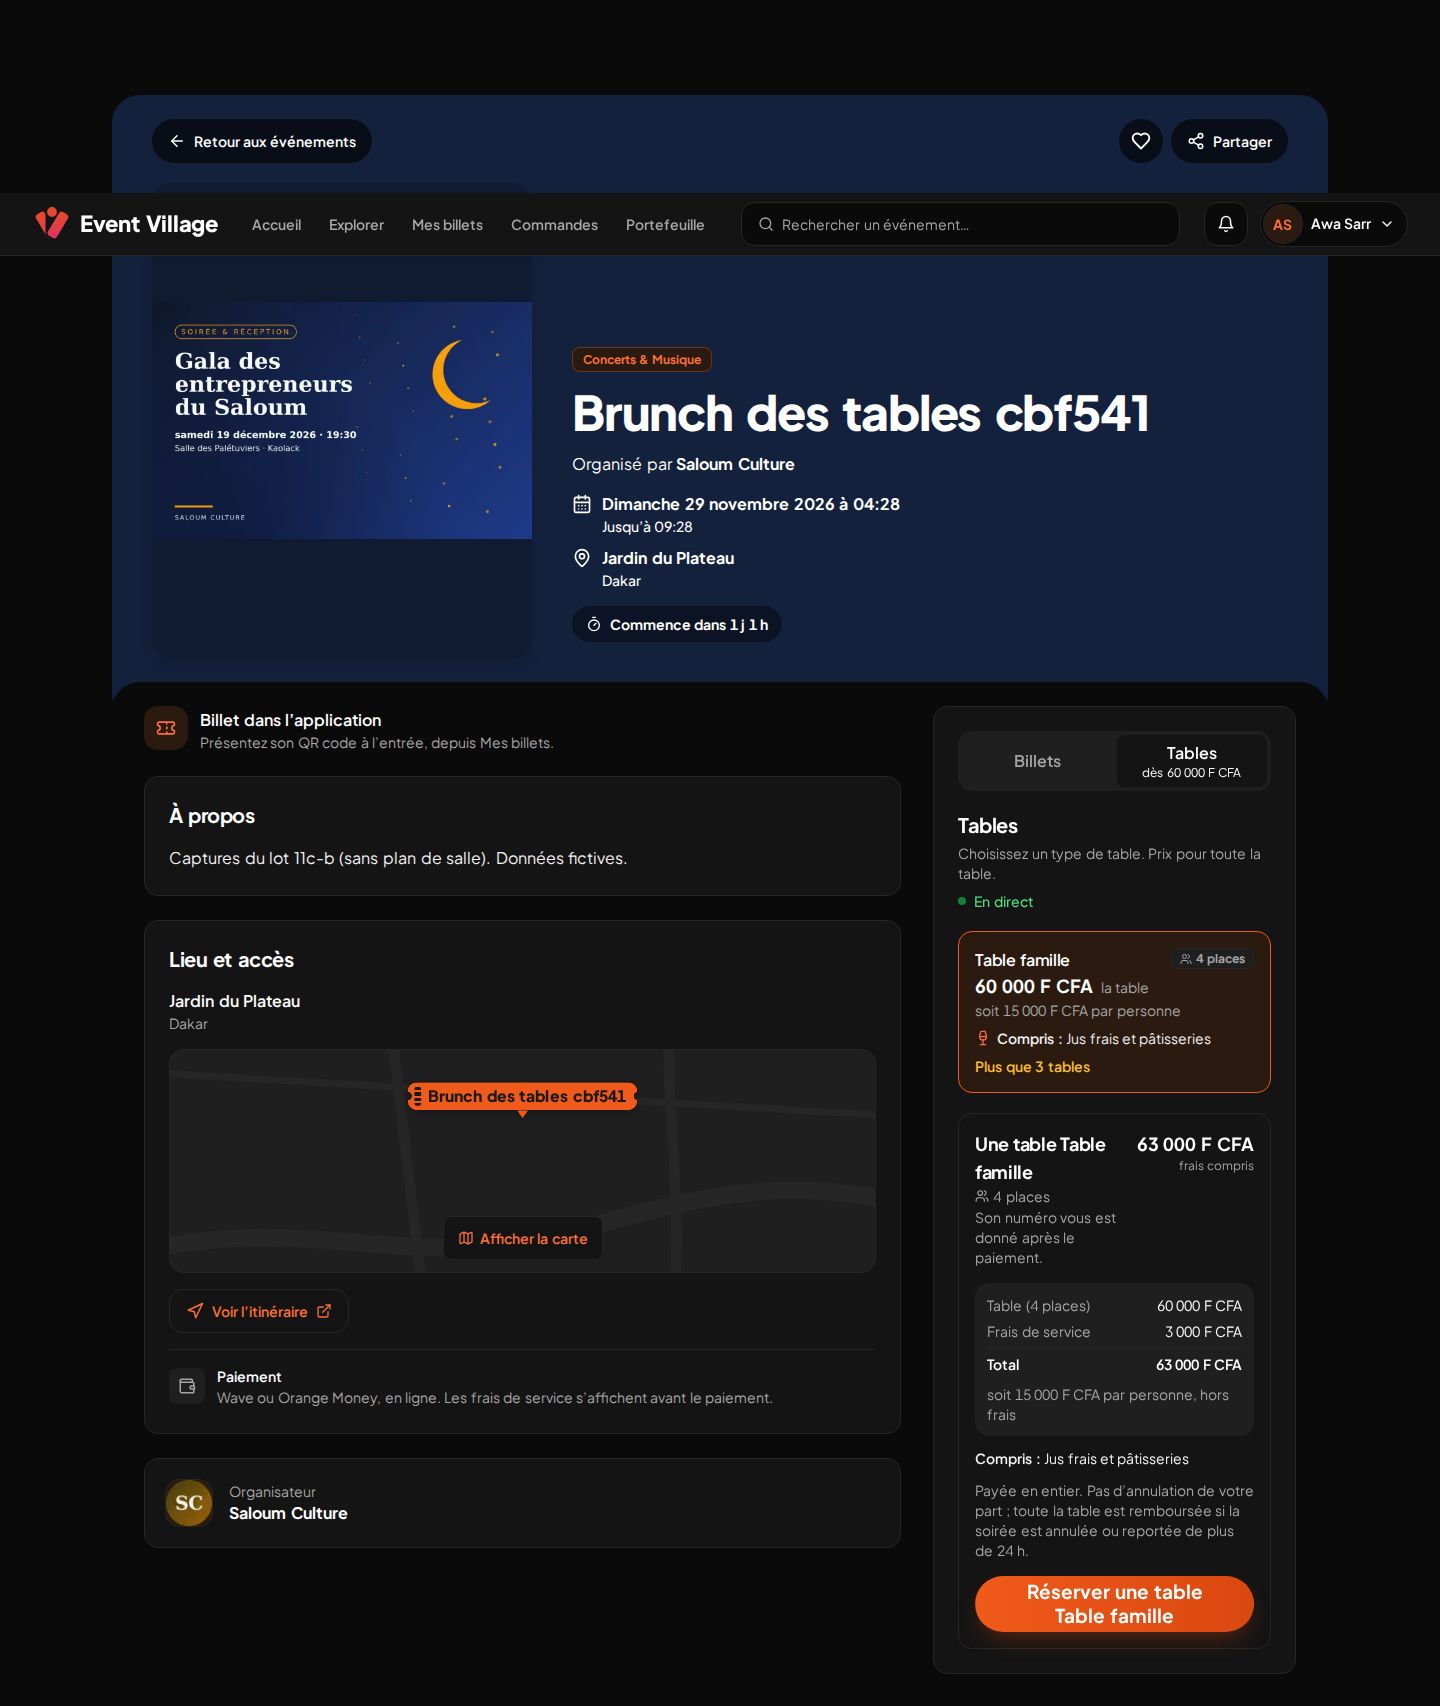 Retour aux événements
Partager
Event Village
Accueil
Explorer
Mes billets
Commandes
Portefeuille
Rechercher un événement…
AS
Awa Sarr
SOIRÉE & RÉCEPTION
Gala des
entrepreneurs
du Saloum
samedi 19 décembre 2026 · 19:30
Salle des Palétuviers · Kaolack
SALOUM CULTURE
Concerts & Musique
Brunch des tables cbf541
Organisé par Saloum Culture
Dimanche 29 novembre 2026 à 04:28
Jusqu’à 09:28
Jardin du Plateau
Dakar
Commence dans 1 j 1 h
Billet dans l’application
Présentez son QR code à l’entrée, depuis Mes billets.
À propos
Captures du lot 11c-b (sans plan de salle). Données fictives.
Lieu et accès
Jardin du Plateau
Dakar
Brunch des tables cbf541
Afficher la carte
Voir l’itinéraire
Paiement
Wave ou Orange Money, en ligne. Les frais de service s’affichent avant le paiement.
SC
Organisateur
Saloum Culture
Billets
Tables
dès 60 000 F CFA
Tables
Choisissez un type de table. Prix pour toute la
table.
En direct
Table famille
4 places
60 000 F CFA la table
soit 15 000 F CFA par personne
Compris : Jus frais et pâtisseries
Plus que 3 tables
Une table Table
famille
63 000 F CFA
frais compris
4 places
Son numéro vous est
donné après le
paiement.
Table (4 places) 60 000 F CFA
Frais de service 3 000 F CFA
Total 63 000 F CFA
soit 15 000 F CFA par personne, hors
frais
Compris : Jus frais et pâtisseries
Payée en entier. Pas d’annulation de votre
part ; toute la table est remboursée si la
soirée est annulée ou reportée de plus
de 24 h.
Réserver une table
Table famille